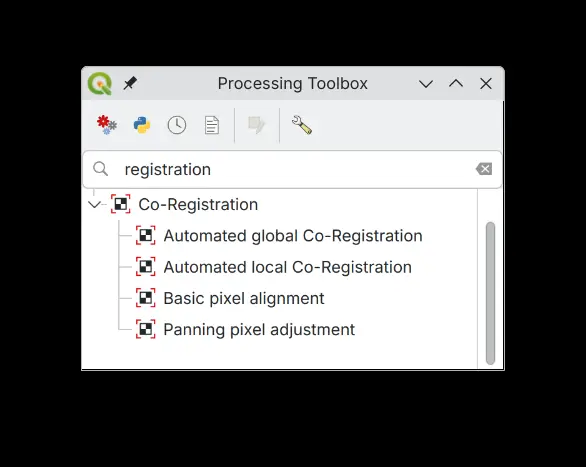 Processing Toolbox
registration
Co-Registration
Automated global Co-Registration
Automated local Co-Registration
Basic pixel alignment
Panning pixel adjustment